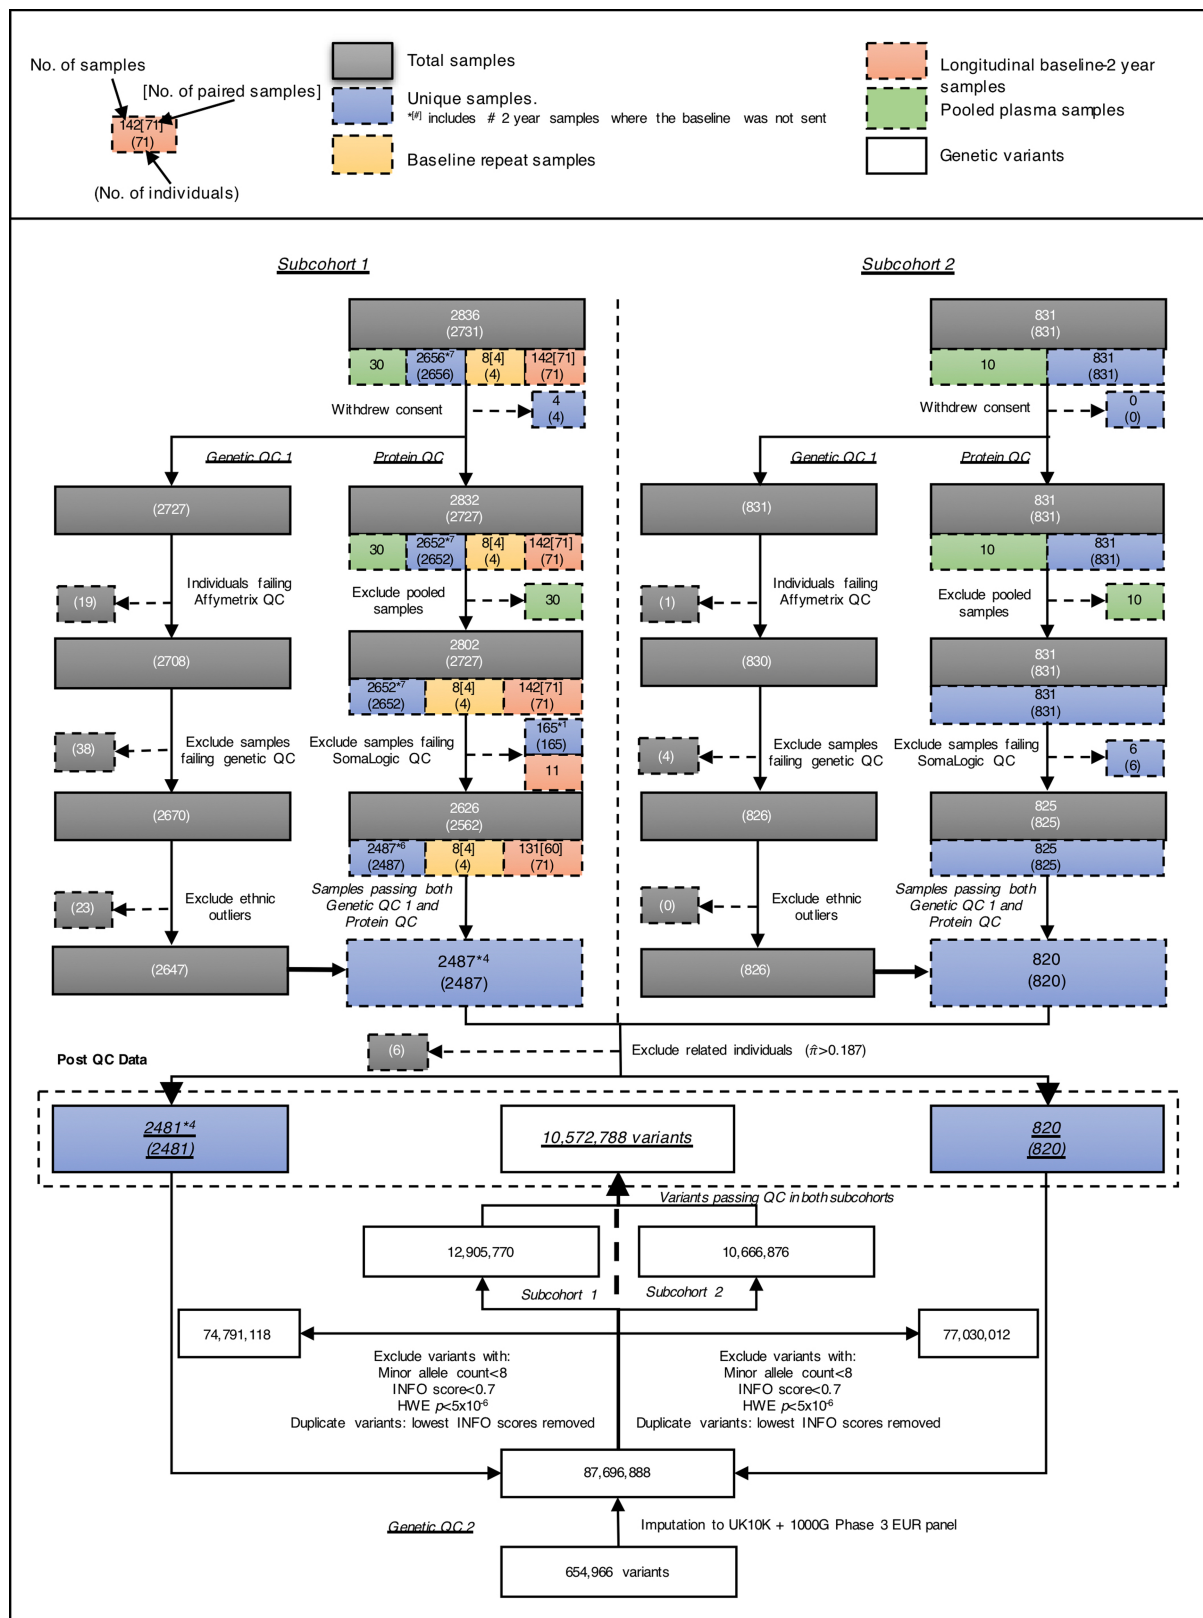 No. of samples
[No. of paired samples]
142[71]
(71)
(No. of individuals)
Total samples
Unique samples.
*[#] includes # 2 year samples where the baseline was not sent
Baseline repeat samples
Longitudinal baseline-2 year
samples
Pooled plasma samples
Genetic variants
Subcohort 1
Subcohort 2
2836
(2731)
30
2656*7
(2656)
8[4]
(4)
142[71]
(71)
Withdrew consent
4
(4)
831
(831)
10
831
(831)
Withdrew consent
0
(0)
Genetic QC 1
Protein QC
Genetic QC 1
Protein QC
(2727)
2832
(2727)
30
2652*7
(2652)
8[4]
(4)
142[71]
(71)
(831)
831
(831)
10
831
(831)
(19)
Individuals failing
Affymetrix QC
Exclude pooled
samples
30
(1)
Individuals failing
Affymetrix QC
Exclude pooled
samples
10
(2708)
2802
(2727)
2652*7
(2652)
8[4]
(4)
142[71]
(71)
(830)
831
(831)
831
(831)
(38)
Exclude samples
failing genetic QC
Exclude samples failing
SomaLogic QC
165*1
(165)
11
(4)
Exclude samples
failing genetic QC
Exclude samples failing
SomaLogic QC
6
(6)
(2670)
2626
(2562)
2487*6
(2487)
8[4]
(4)
131[60]
(71)
(826)
825
(825)
825
(825)
(23)
Exclude ethnic
outliers
Samples passing both
Genetic QC 1 and
Protein QC
(0)
Exclude ethnic
outliers
Samples passing both
Genetic QC 1 and
Protein QC
(2647)
2487*4
(2487)
(826)
820
(820)
Post QC Data
(6)
Exclude related individuals (π̂>0.187)
2481*4
(2481)
10,572,788 variants
820
(820)
Variants passing QC in both subcohorts
12,905,770
10,666,876
Subcohort 1
Subcohort 2
74,791,118
77,030,012
Exclude variants with:
Minor allele count<8
INFO score<0.7
HWE p<5x10-6
Duplicate variants: lowest INFO scores removed
Exclude variants with:
Minor allele count<8
INFO score<0.7
HWE p<5x10-6
Duplicate variants: lowest INFO scores removed
87,696,888
Genetic QC 2
Imputation to UK10K + 1000G Phase 3 EUR panel
654,966 variants